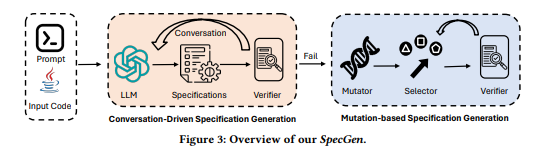 Prompt
Input Code
Conversation
LLM
Specifications
Verifier
Conversation-Driven Specification Generation
Fail
Mutator
Selector
Verifier
Mutation-based Specification Generation
Figure 3: Overview of our SpecGen.